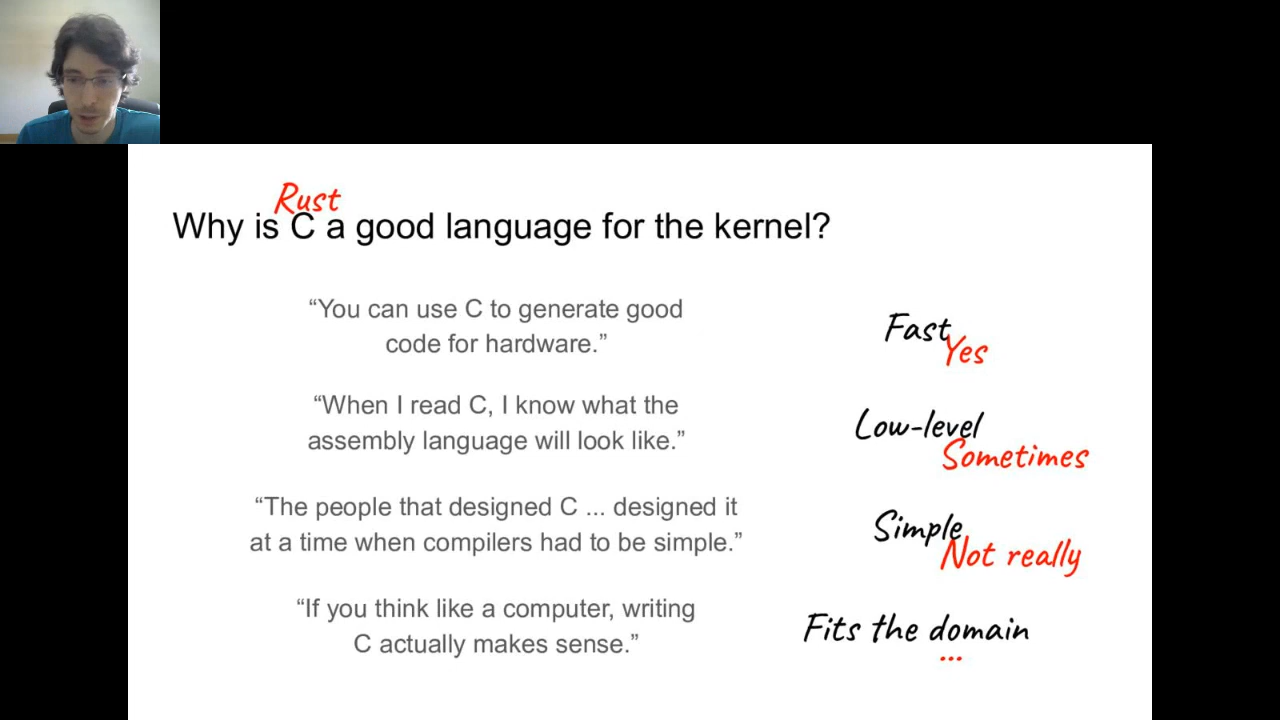 Rust
Why is C a good language for the kernel?
“You can use C to generate good
code for hardware.”
Fast
Yes
“When I read C, I know what the
assembly language will look like.”
Low-level
Sometimes
“The people that designed C ... designed it
at a time when compilers had to be simple.”
Simple
Not really
“If you think like a computer, writing
C actually makes sense.”
Fits the domain
...